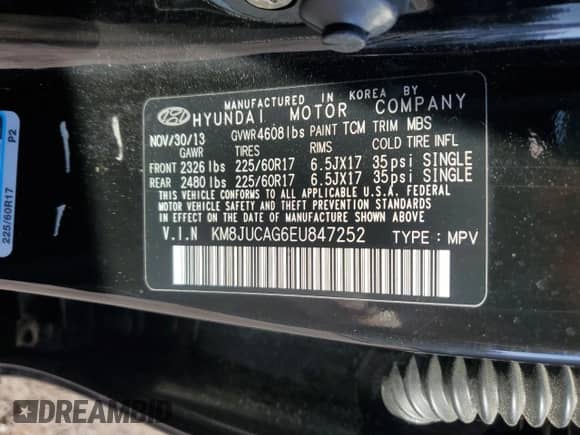 MANUFACTURED IN KOREA BY
HYUNDAI MOTOR COMPANY
NOV/30/13 GVWR 4608 lbs PAINT TCM TRIM MBS
GAWR TIRES RIMS COLD TIRE INFL
FRONT 2326 lbs 225/60R17 6.5JX17 35psi SINGLE
REAR 2480 lbs 225/60R17 6.5JX17 35psi SINGLE
THIS VEHICLE CONFORMS TO ALL APPLICABLE U.S.A. FEDERAL
MOTOR VEHICLE SAFETY AND THEFT PREVENTION STANDARDS
IN EFFECT ON THE DATE OF MANUFACTURE SHOWN ABOVE.
V.I.N KM8JUCAG6EU847252 TYPE: MPV
225/60R17 P2
DREAMBID